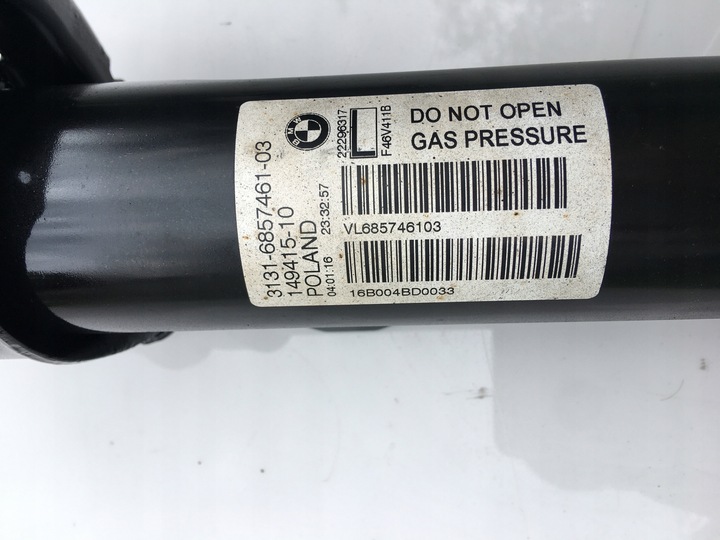 DO NOT OPEN
GAS PRESSURE
VL685746103
16B004BD0033
3131-6857461-03
149415-10
POLAND
04:01:16 23:32:57
22296317
L
F46V411B
BMW